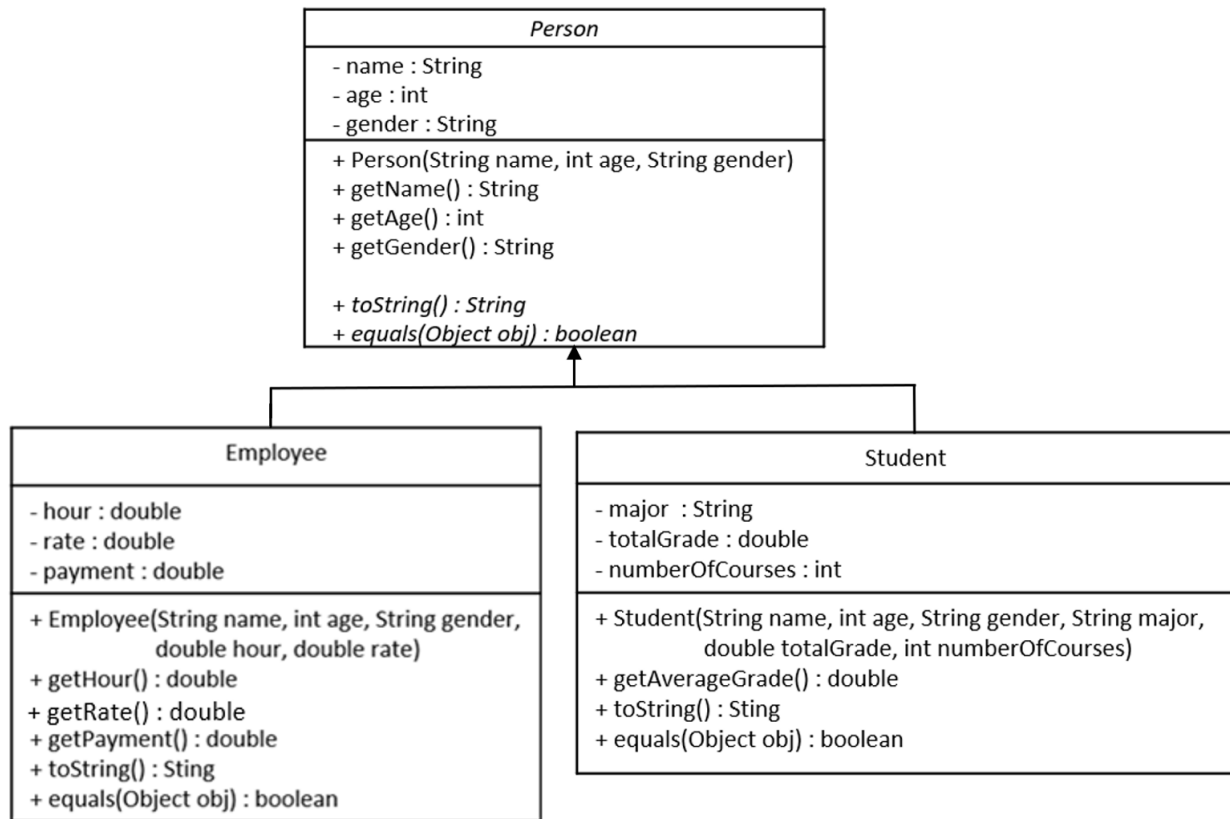 Person
- name : String
- age : int
- gender : String
+ Person(String name, int age, String gender)
+ getName() : String
+ getAge() : int
+ getGender() : String
+ toString() : String
+ equals(Object obj) : boolean
Employee
- hour : double
- rate : double
- payment : double
+ Employee(String name, int age, String gender,
double hour, double rate)
+ getHour() : double
+ getRate() : double
+ getPayment() : double
+ toString() : Sting
+ equals(Object obj) : boolean
Student
- major : String
- totalGrade : double
- numberOfCourses : int
+ Student(String name, int age, String gender, String major,
double totalGrade, int numberOfCourses)
+ getAverageGrade() : double
+ toString() : Sting
+ equals(Object obj) : boolean